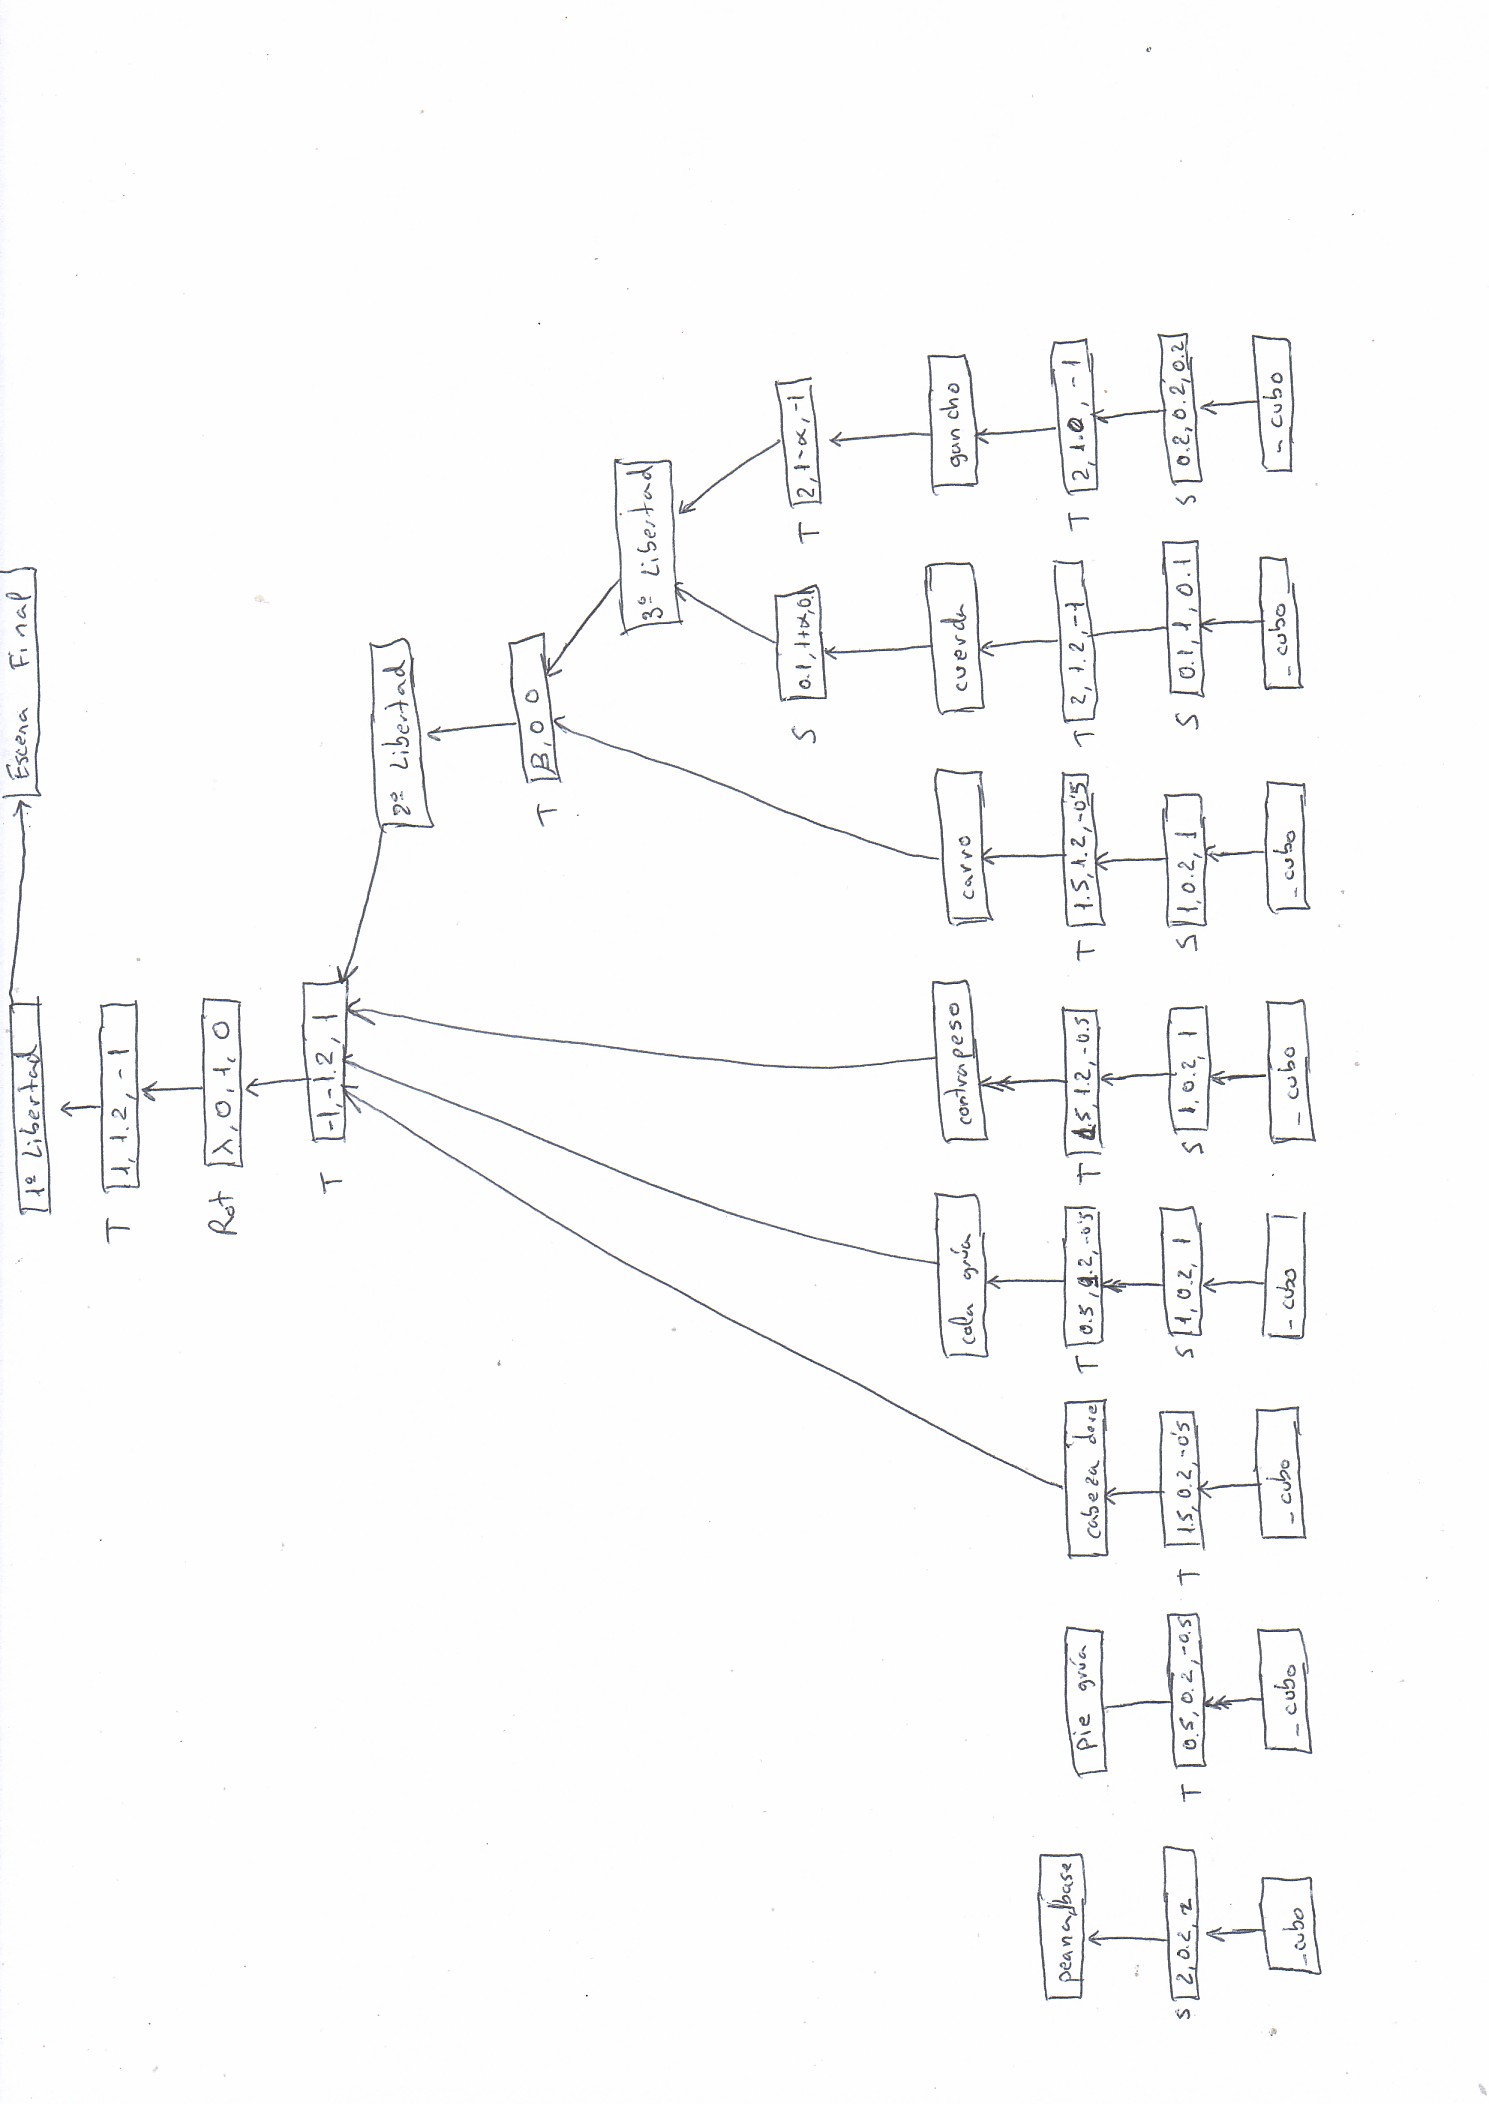 Escena Final
1ª Libertad
T 1, 1.2, -1
Rot λ, 0, 1, 0
T -1, -1.2, 1
2ª Libertad
T β, 0 0
3ª Libertad
S 0.1, 1+α, 0.1
T 2, 1-α, -1
peana/base
pie grúa
cabeza
cola grúa
contrapeso
carro
cuerda
gancho
T 0.5, 1.2, -0'5
T 1.5, 1.2, -0.5
T 1.5, 1.2, -0'5
T 2, 1.2, -1
T 2, 1.0, -1
S 2, 0.2, 2
T 0.5, 0.2, -0.5
T 1.5, 0.2, -0'5
S 1, 0.2, 1
S 1, 0.2, 1
S 1, 0.2, 1
S 0.1, 1, 0.1
S 0.2, 0.2, 0.2
_cubo
_cubo
_cubo
_cubo
_cubo
_cubo
_cubo
_cubo